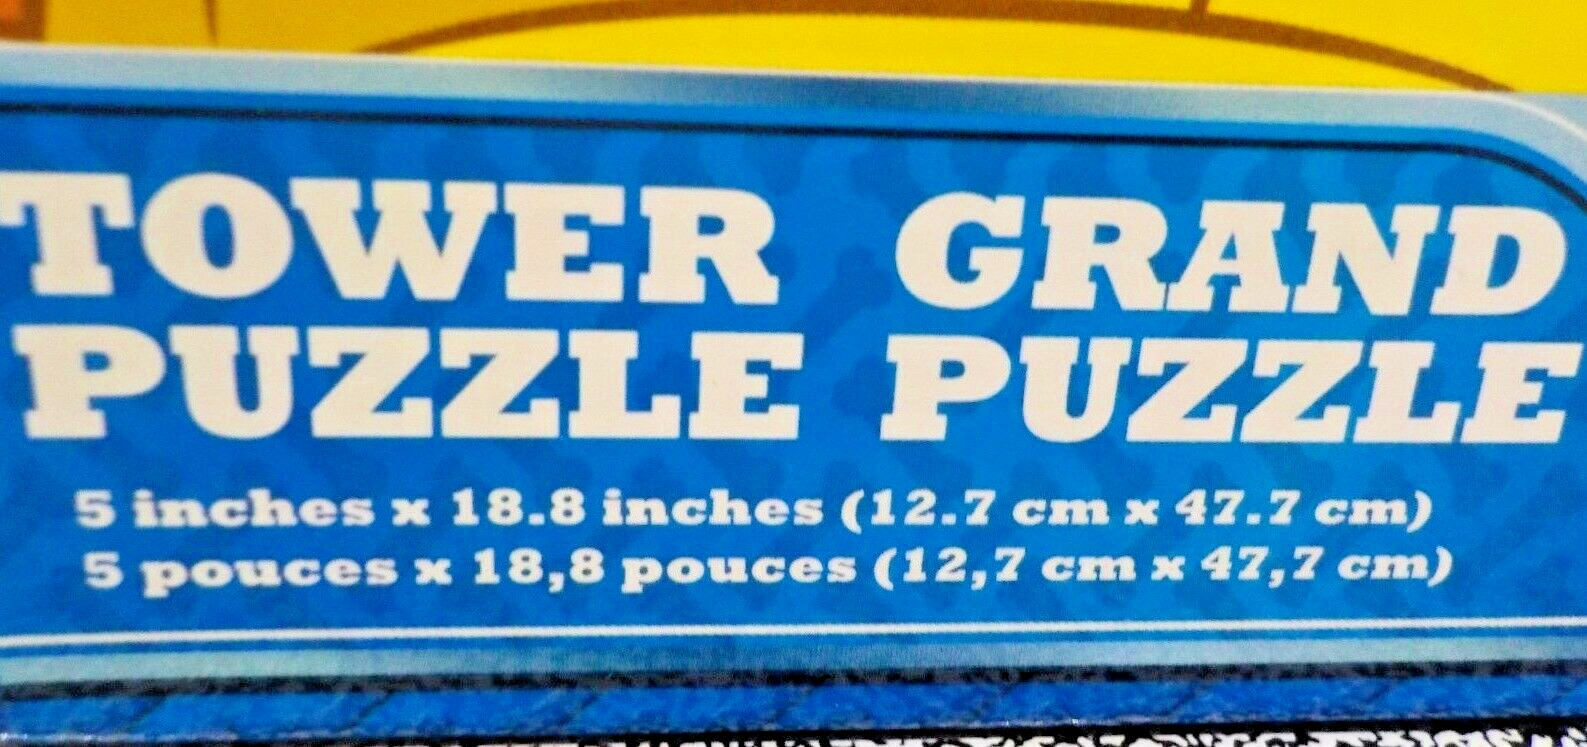 TOWER GRAND
PUZZLE PUZZLE
5 inches x 18.8 inches (12.7 cm x 47.7 cm)
5 pouces x 18,8 pouces (12,7 cm x 47,7 cm)